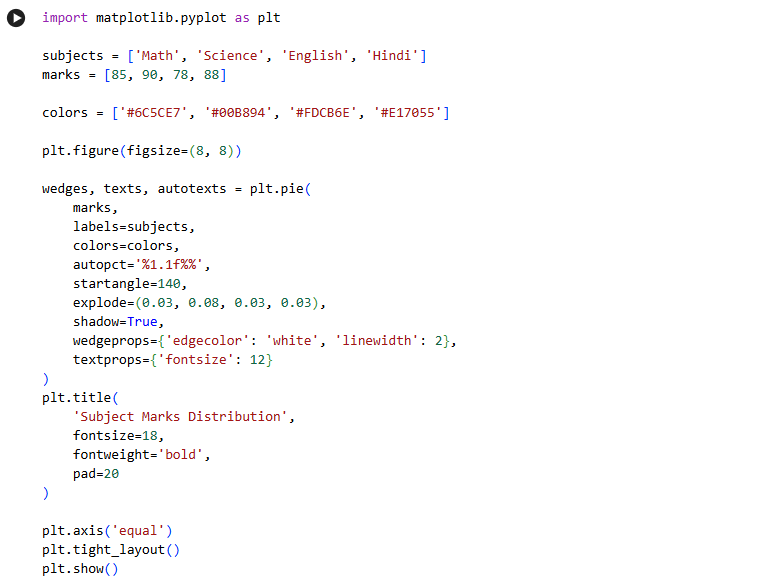 import matplotlib.pyplot as plt

subjects = ['Math', 'Science', 'English', 'Hindi']
marks = [85, 90, 78, 88]

colors = ['#6C5CE7', '#00B894', '#FDCB6E', '#E17055']

plt.figure(figsize=(8, 8))

wedges, texts, autotexts = plt.pie(
    marks,
    labels=subjects,
    colors=colors,
    autopct='%1.1f%%',
    startangle=140,
    explode=(0.03, 0.08, 0.03, 0.03),
    shadow=True,
    wedgeprops={'edgecolor': 'white', 'linewidth': 2},
    textprops={'fontsize': 12}
)
plt.title(
    'Subject Marks Distribution',
    fontsize=18,
    fontweight='bold',
    pad=20
)

plt.axis('equal')
plt.tight_layout()
plt.show()